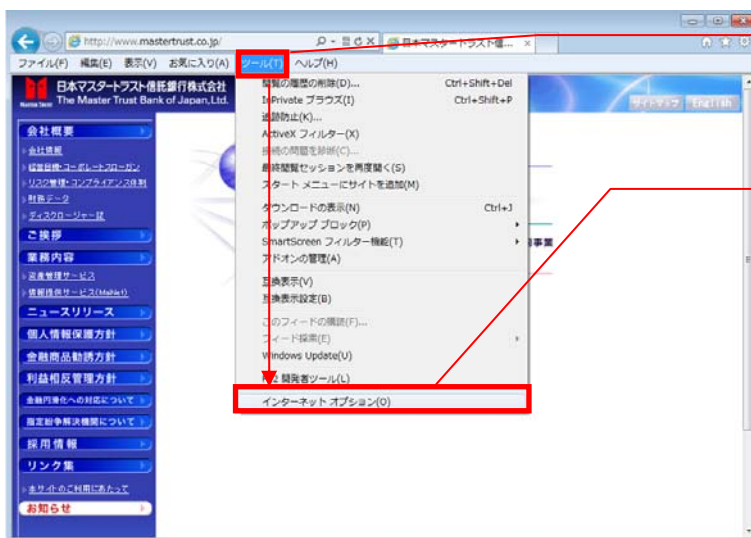 http://www.mastertrust.co.jp/
日本マスタートラスト信...
ファイル(F) 編集(E) 表示(V) お気に入り(A) ツール(T) ヘルプ(H)
日本マスタートラスト信託銀行株式会社
The Master Trust Bank of Japan,Ltd.
サイトマップ English
会社概要
会社情報
経営目標・コーポレートフローガン
リスク管理・コンプライアンス体制
財務データ
ディスクロージャー誌
ご挨拶
業務内容
資産管理サービス
情報提供サービス(MaNet)
ニュースリリース
個人情報保護方針
金融商品勧誘方針
利益相反管理方針
金融円滑化への対応について
指定紛争解決機関について
採用情報
リンク集
本サイトのご利用にあたって
お知らせ
閲覧の履歴の削除(D)... Ctrl+Shift+Del
InPrivate ブラウズ(I) Ctrl+Shift+P
追跡防止(K)...
ActiveX フィルター(X)
接続の問題を診断(C)...
最終閲覧セッションを再度開く(S)
スタート メニューにサイトを追加(M)
ダウンロードの表示(N) Ctrl+J
ポップアップ ブロック(P)
SmartScreen フィルター機能(T)
アドオンの管理(A)
互換表示(V)
互換表示設定(B)
このフィードの購読(F)...
フィード探索(E)
Windows Update(U)
F12 開発者ツール(L)
インターネット オプション(O)
事業